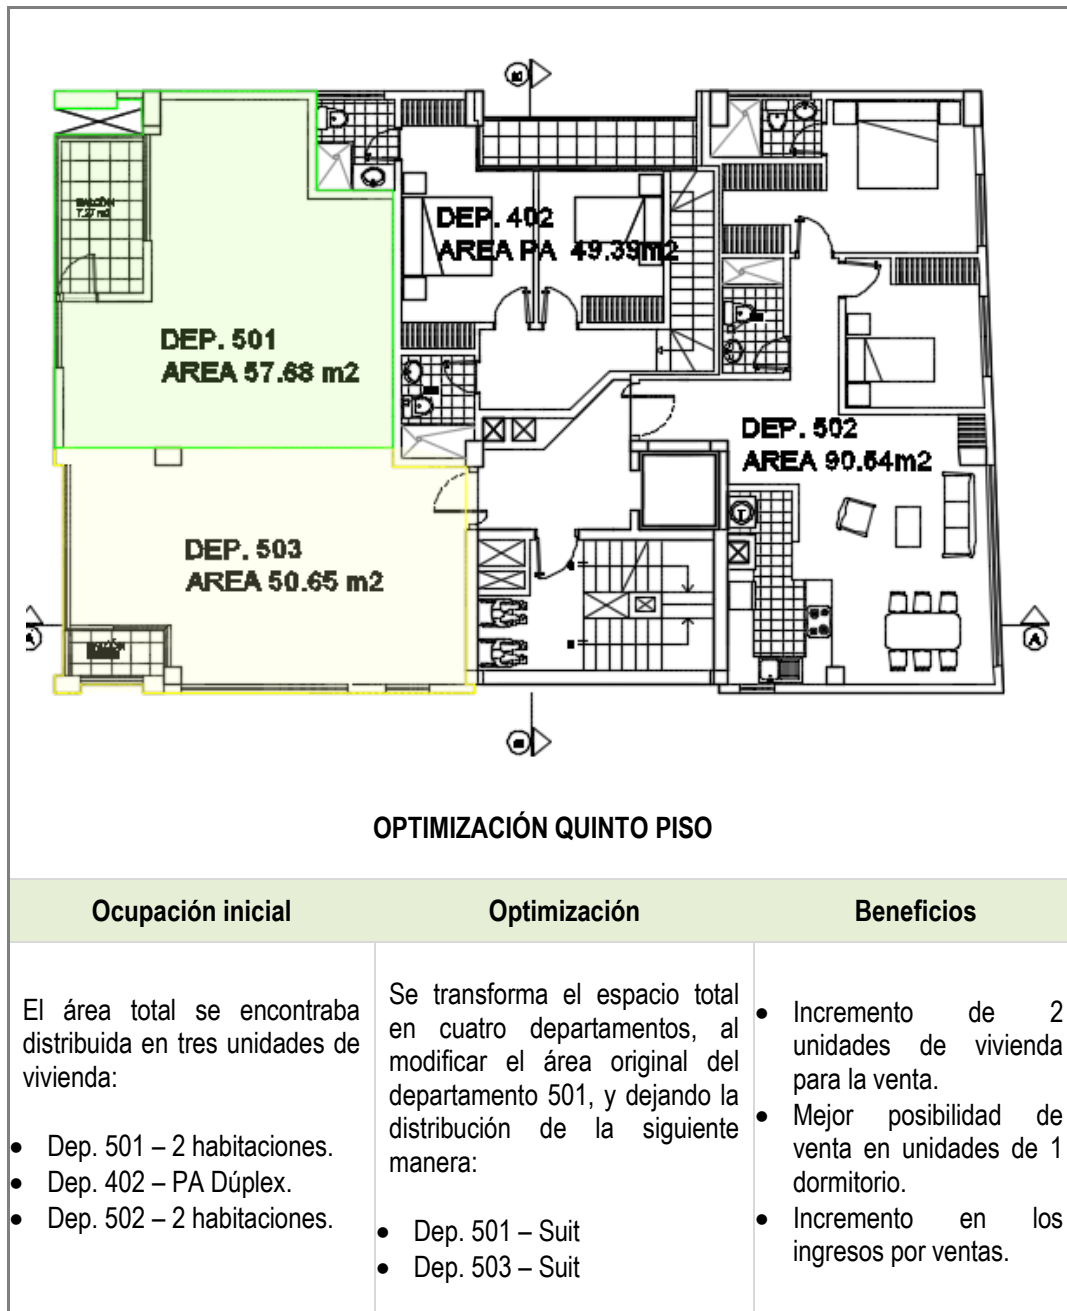 7.27 m2
DEP. 402
AREA PA 49.39m2
DEP. 501
AREA 57.68 m2
DEP. 502
AREA 90.54m2
T
DEP. 503
AREA 50.65 m2
A
A
OPTIMIZACIÓN QUINTO PISO
Ocupación inicial
El área total se encontraba
distribuida en tres unidades de
vivienda:
• Dep. 501 – 2 habitaciones.
• Dep. 402 – PA Dúplex.
• Dep. 502 – 2 habitaciones.
Optimización
Se transforma el espacio total
en cuatro departamentos, al
modificar el área original del
departamento 501, y dejando la
distribución de la siguiente
manera:
• Dep. 501 – Suit
• Dep. 503 – Suit
Beneficios
• Incremento de 2
unidades de vivienda
para la venta.
• Mejor posibilidad de
venta en unidades de 1
dormitorio.
• Incremento en los
ingresos por ventas.